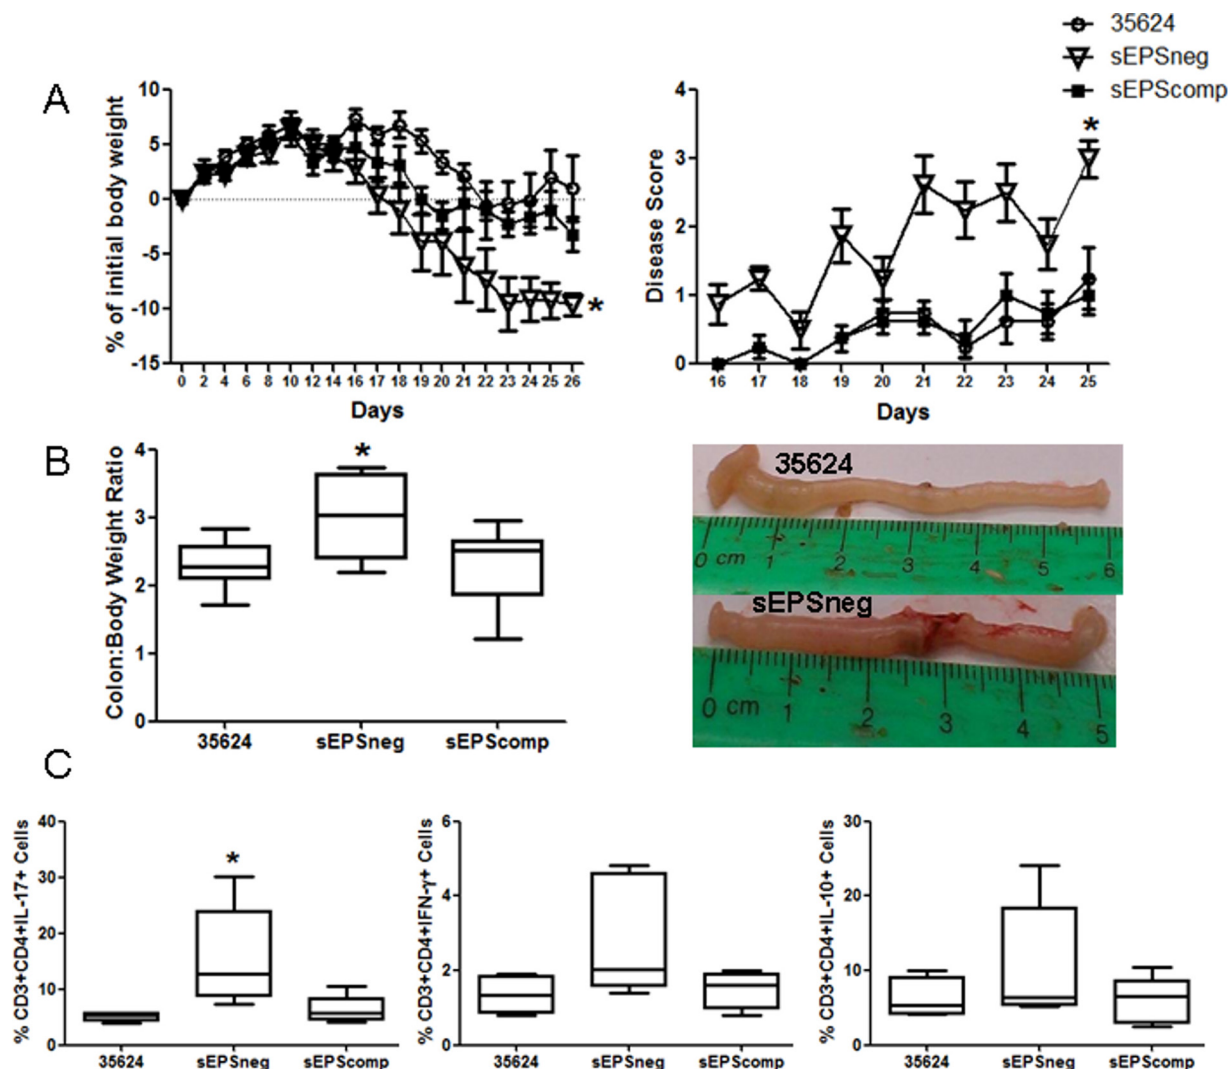 35624
sEPSneg
sEPScomp
A
% of initial body weight
10
5
0
-5
-10
-15
0 2 4 6 8 10 12 14 16 17 18 19 20 21 22 23 24 25 26
Days
*
Disease Score
4
3
2
1
0
16 17 18 19 20 21 22 23 24 25
Days
*
B
Colon:Body Weight Ratio
4
3
2
1
0
*
35624 sEPSneg sEPScomp
35624
0 cm 1 2 3 4 5 6
sEPSneg
0 cm 1 2 3 4 5
C
% CD3+CD4+IL-17+ Cells
40
30
20
10
0
*
35624 sEPSneg sEPScomp
% CD3+CD4+IFN-γ+ Cells
6
4
2
0
35624 sEPSneg sEPScomp
% CD3+CD4+IL-10+ Cells
30
20
10
0
35624 sEPSneg sEPScomp